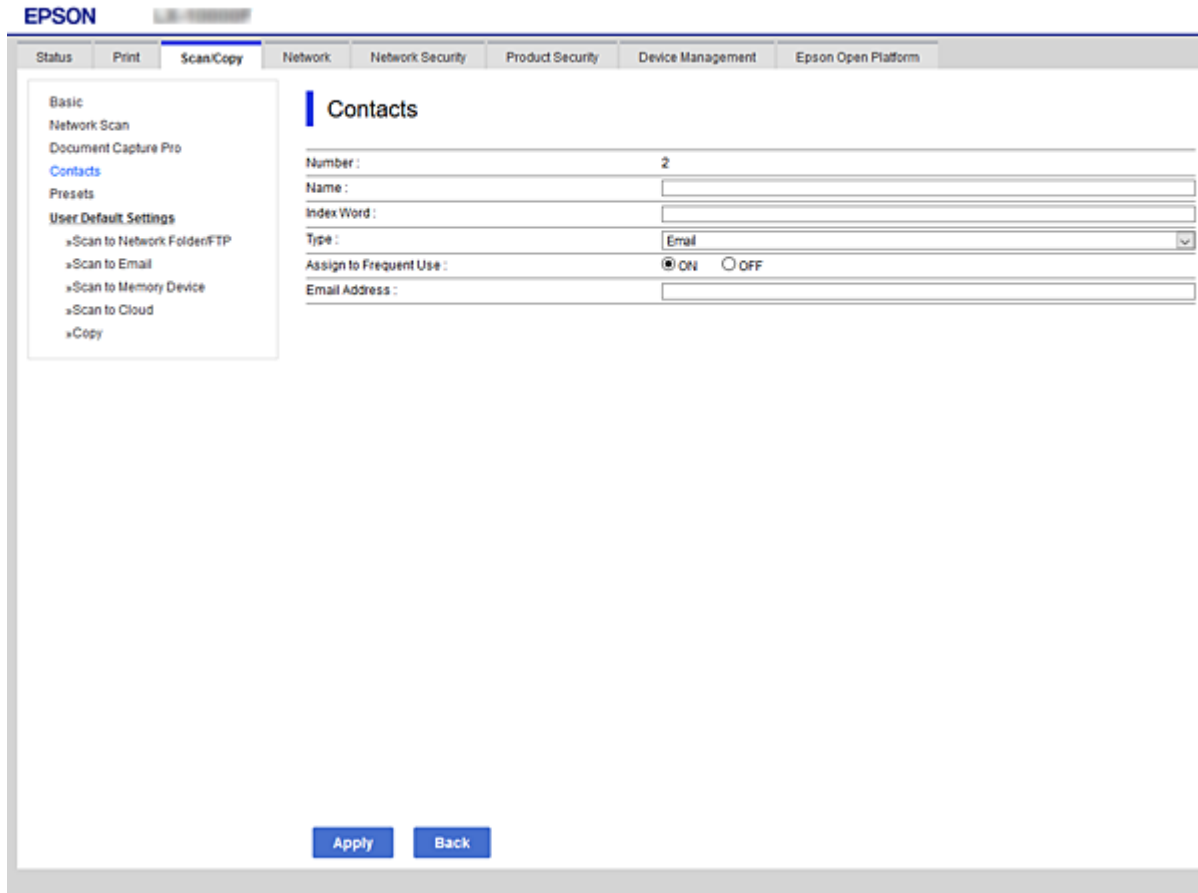 EPSON
Status Print Scan/Copy Network Network Security Product Security Device Management Epson Open Platform
Basic
Network Scan
Document Capture Pro
Contacts
Presets
User Default Settings
»Scan to Network Folder/FTP
»Scan to Email
»Scan to Memory Device
»Scan to Cloud
»Copy
Contacts
Number : 2
Name :
Index Word :
Type : Email
Assign to Frequent Use : ON OFF
Email Address :
Apply Back